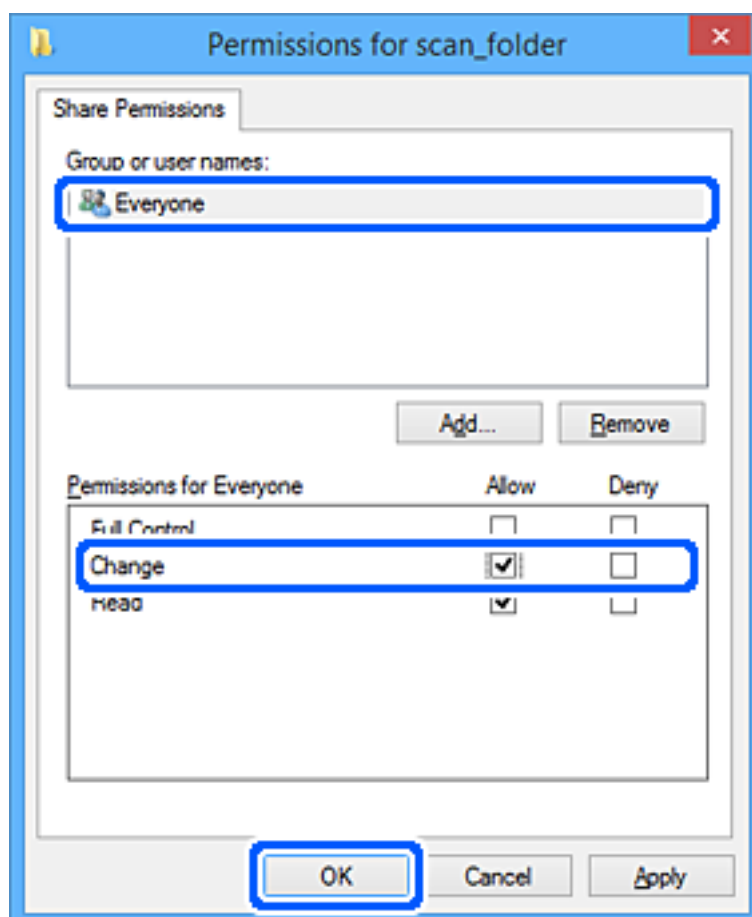 Permissions for scan_folder
Share Permissions
Group or user names:
Everyone
Add... Remove
Permissions for Everyone Allow Deny
Full Control
Change
Read
OK Cancel Apply